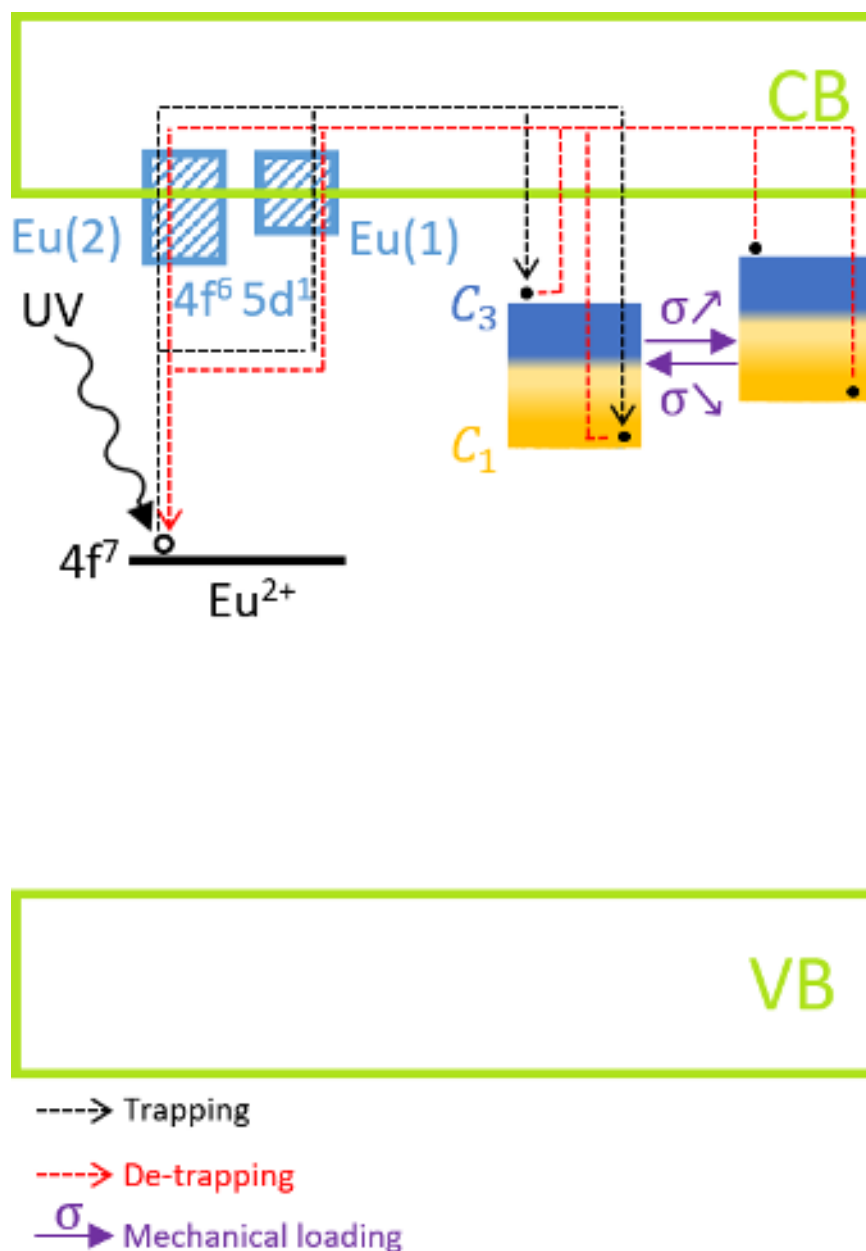 CB
Eu(2)
Eu(1)
4f⁶ 5d¹
UV
C₃
σ↗
σ↘
C₁
4f⁷
Eu²⁺
VB
Trapping
De-trapping
σ
Mechanical loading